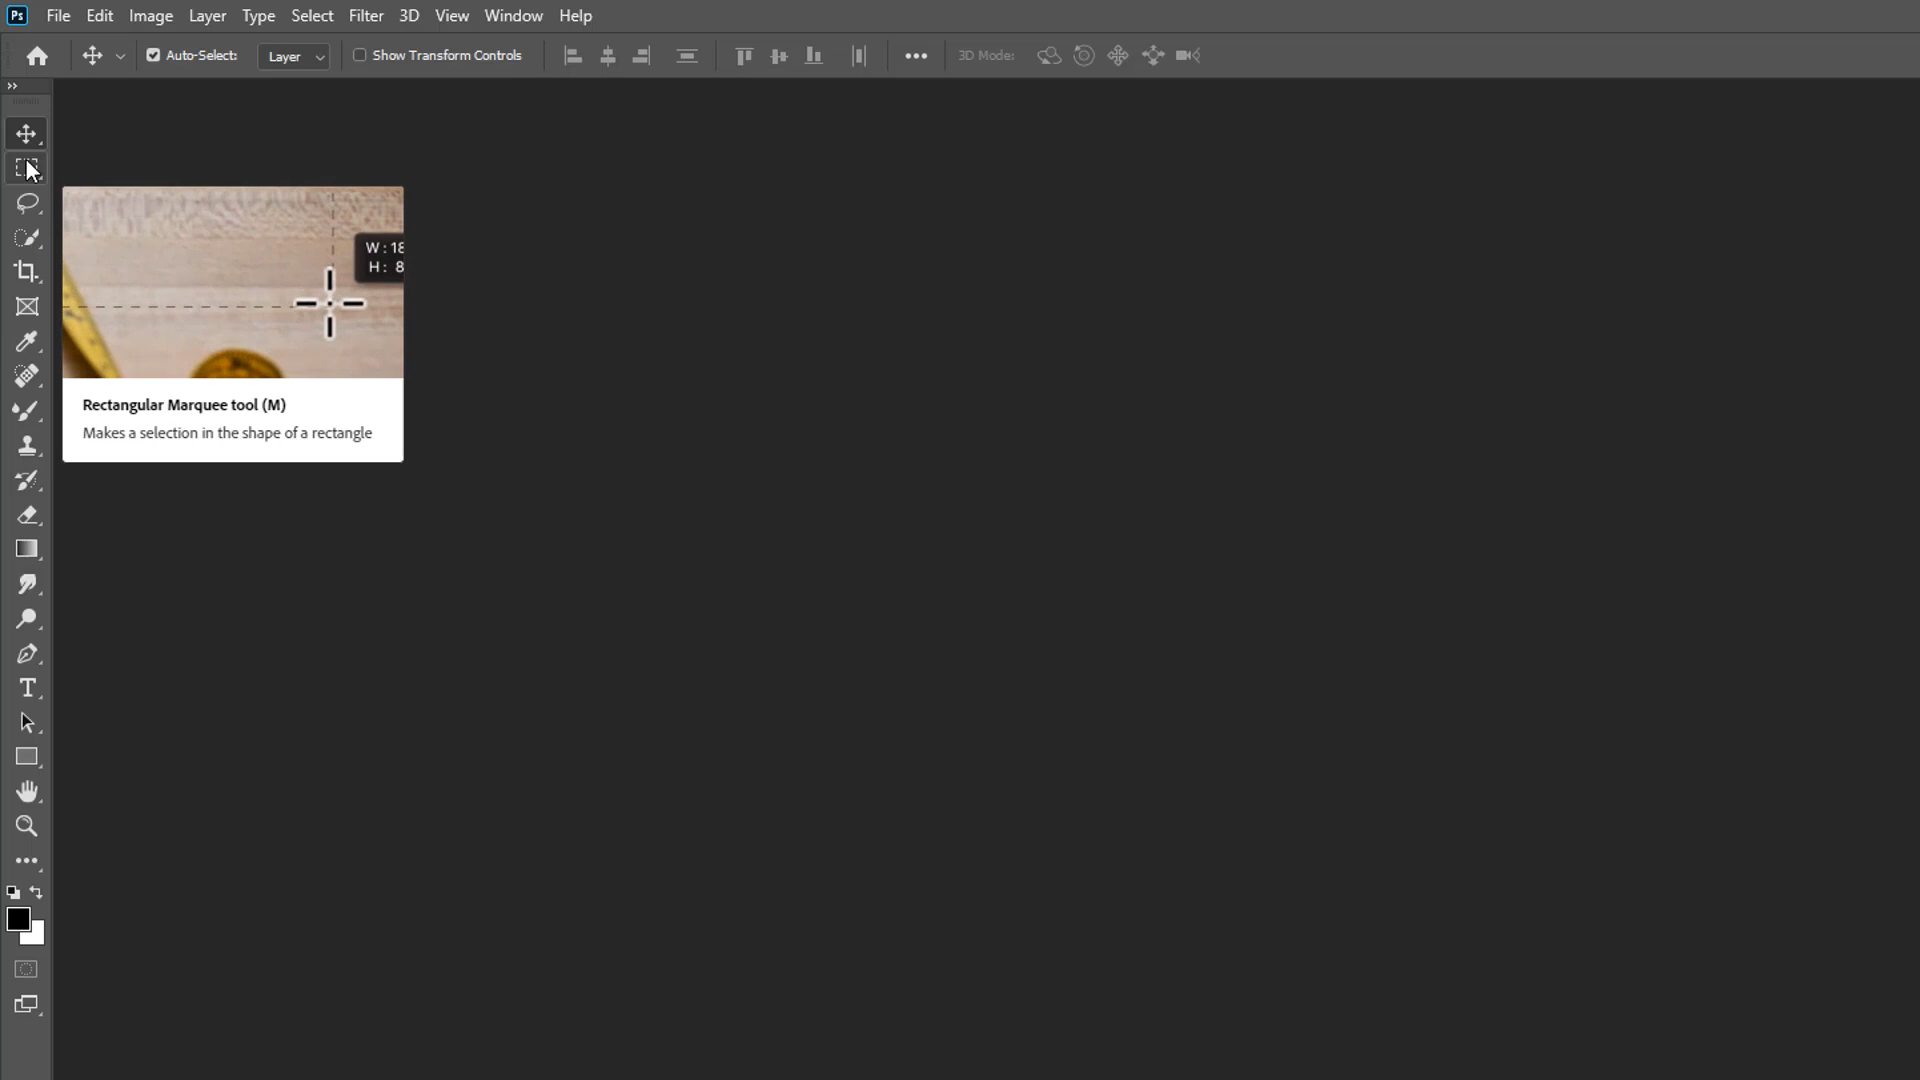 Ps File Edit Image Layer Type Select Filter 3D View Window Help
Auto-Select: Layer Show Transform Controls 3D Mode:
W : 18
H : 8
Rectangular Marquee tool (M)
Makes a selection in the shape of a rectangle
T